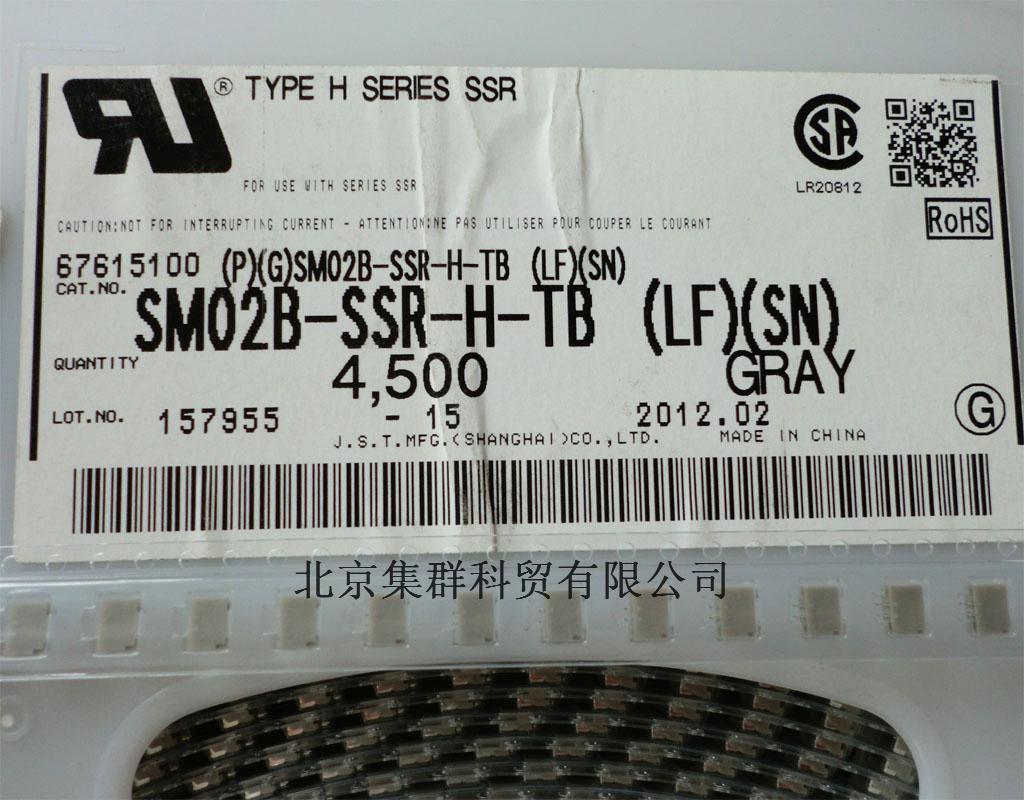 RU® TYPE H SERIES SSR
FOR USE WITH SERIES SSR
SA
LR20812
RoHS
CAUTION:NOT FOR INTERRUPTING CURRENT - ATTENTION:NE PAS UTILISER POUR COUPER LE COURANT
67615100 (P)(G)SM02B-SSR-H-TB (LF)(SN)
CAT.NO. SM02B-SSR-H-TB (LF)(SN)
QUANTITY 4,500 GRAY
LOT.NO. 157955 - 15 2012.02
G
J.S.T.MFG.(SHANGHAI)CO.,LTD. MADE IN CHINA
北京集群科贸有限公司